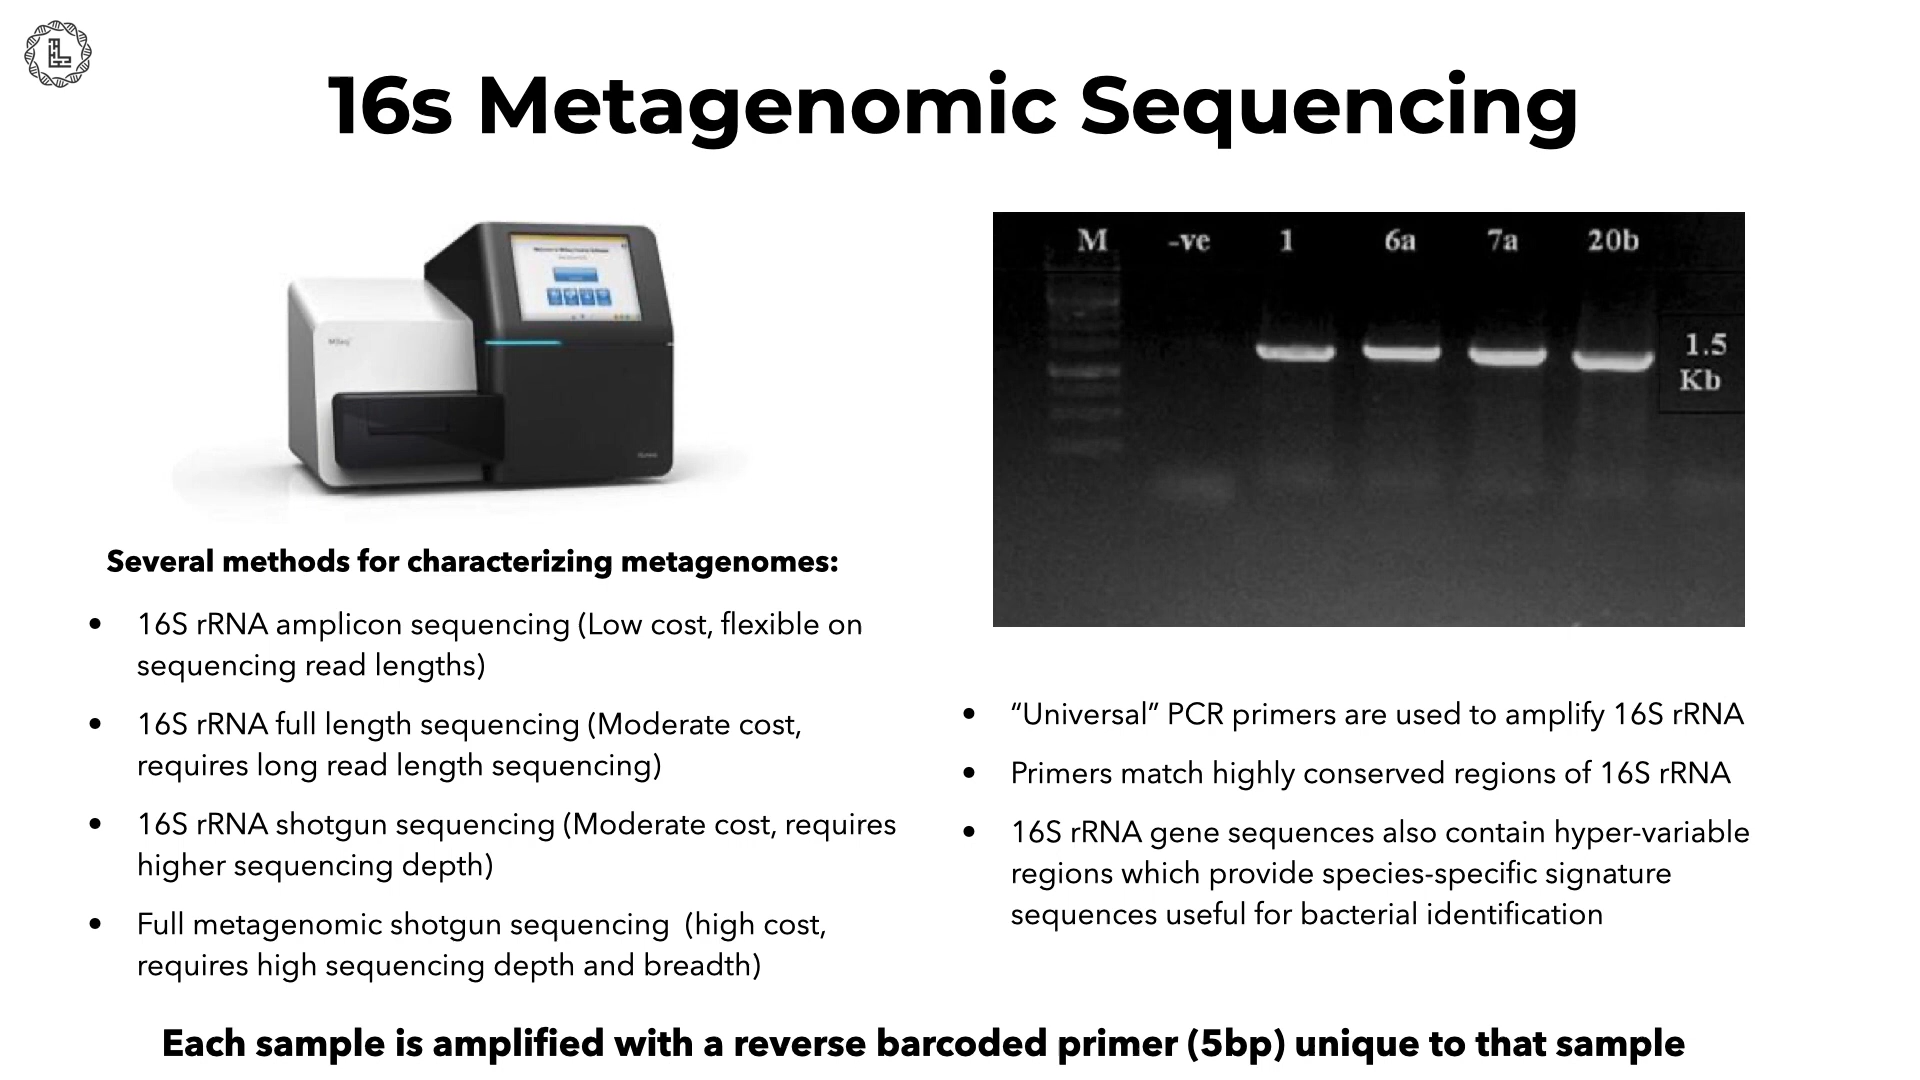 16s Metagenomic Sequencing
MiSeq
M -ve 1 6a 7a 20b
1.5
Kb
Several methods for characterizing metagenomes:
• 16S rRNA amplicon sequencing (Low cost, flexible on
sequencing read lengths)
• 16S rRNA full length sequencing (Moderate cost,
requires long read length sequencing)
• 16S rRNA shotgun sequencing (Moderate cost, requires
higher sequencing depth)
• Full metagenomic shotgun sequencing  (high cost,
requires high sequencing depth and breadth)
• “Universal” PCR primers are used to amplify 16S rRNA
• Primers match highly conserved regions of 16S rRNA
• 16S rRNA gene sequences also contain hyper-variable
regions which provide species-specific signature
sequences useful for bacterial identification
Each sample is amplified with a reverse barcoded primer (5bp) unique to that sample